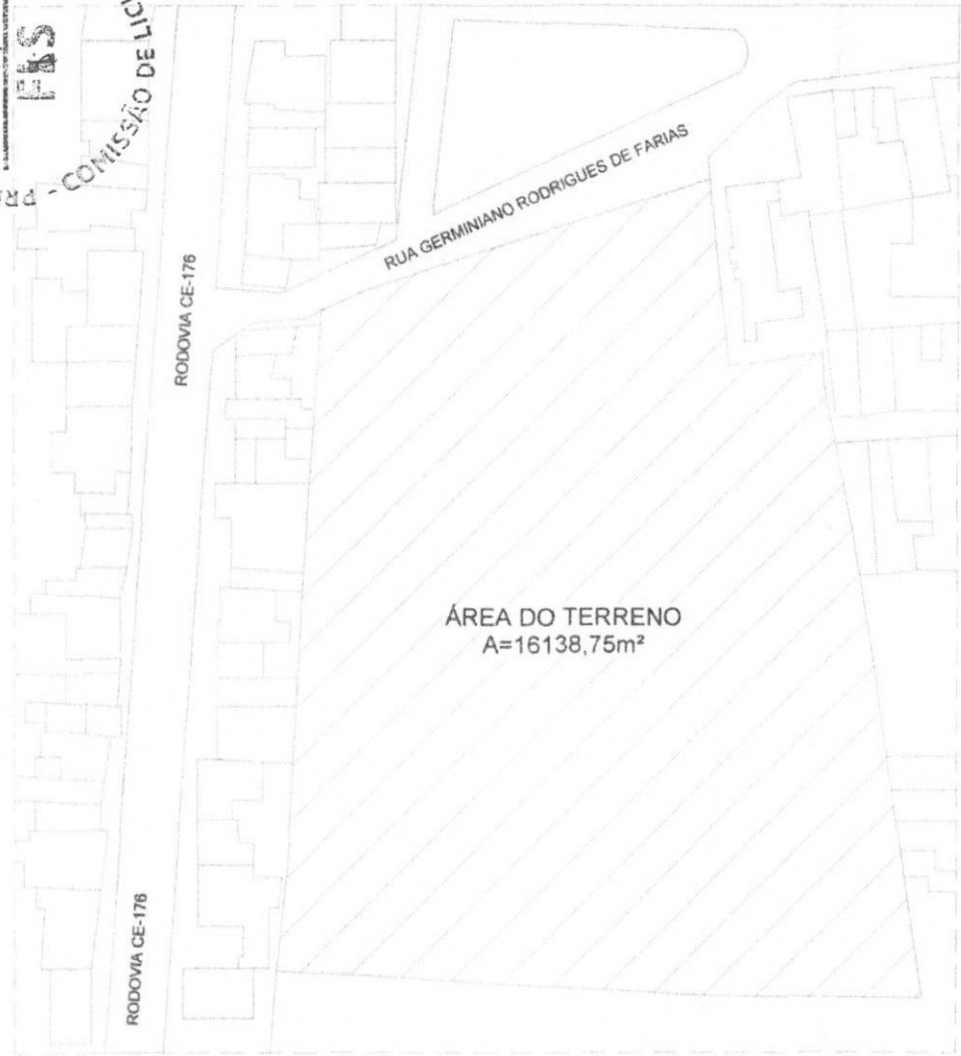 FLS
- COMISSÃO DE LIC
RUA GERMINIANO RODRIGUES DE FARIAS
RODOVIA CE-176
ÁREA DO TERRENO
A=16138,75m²
RODOVIA CE-176